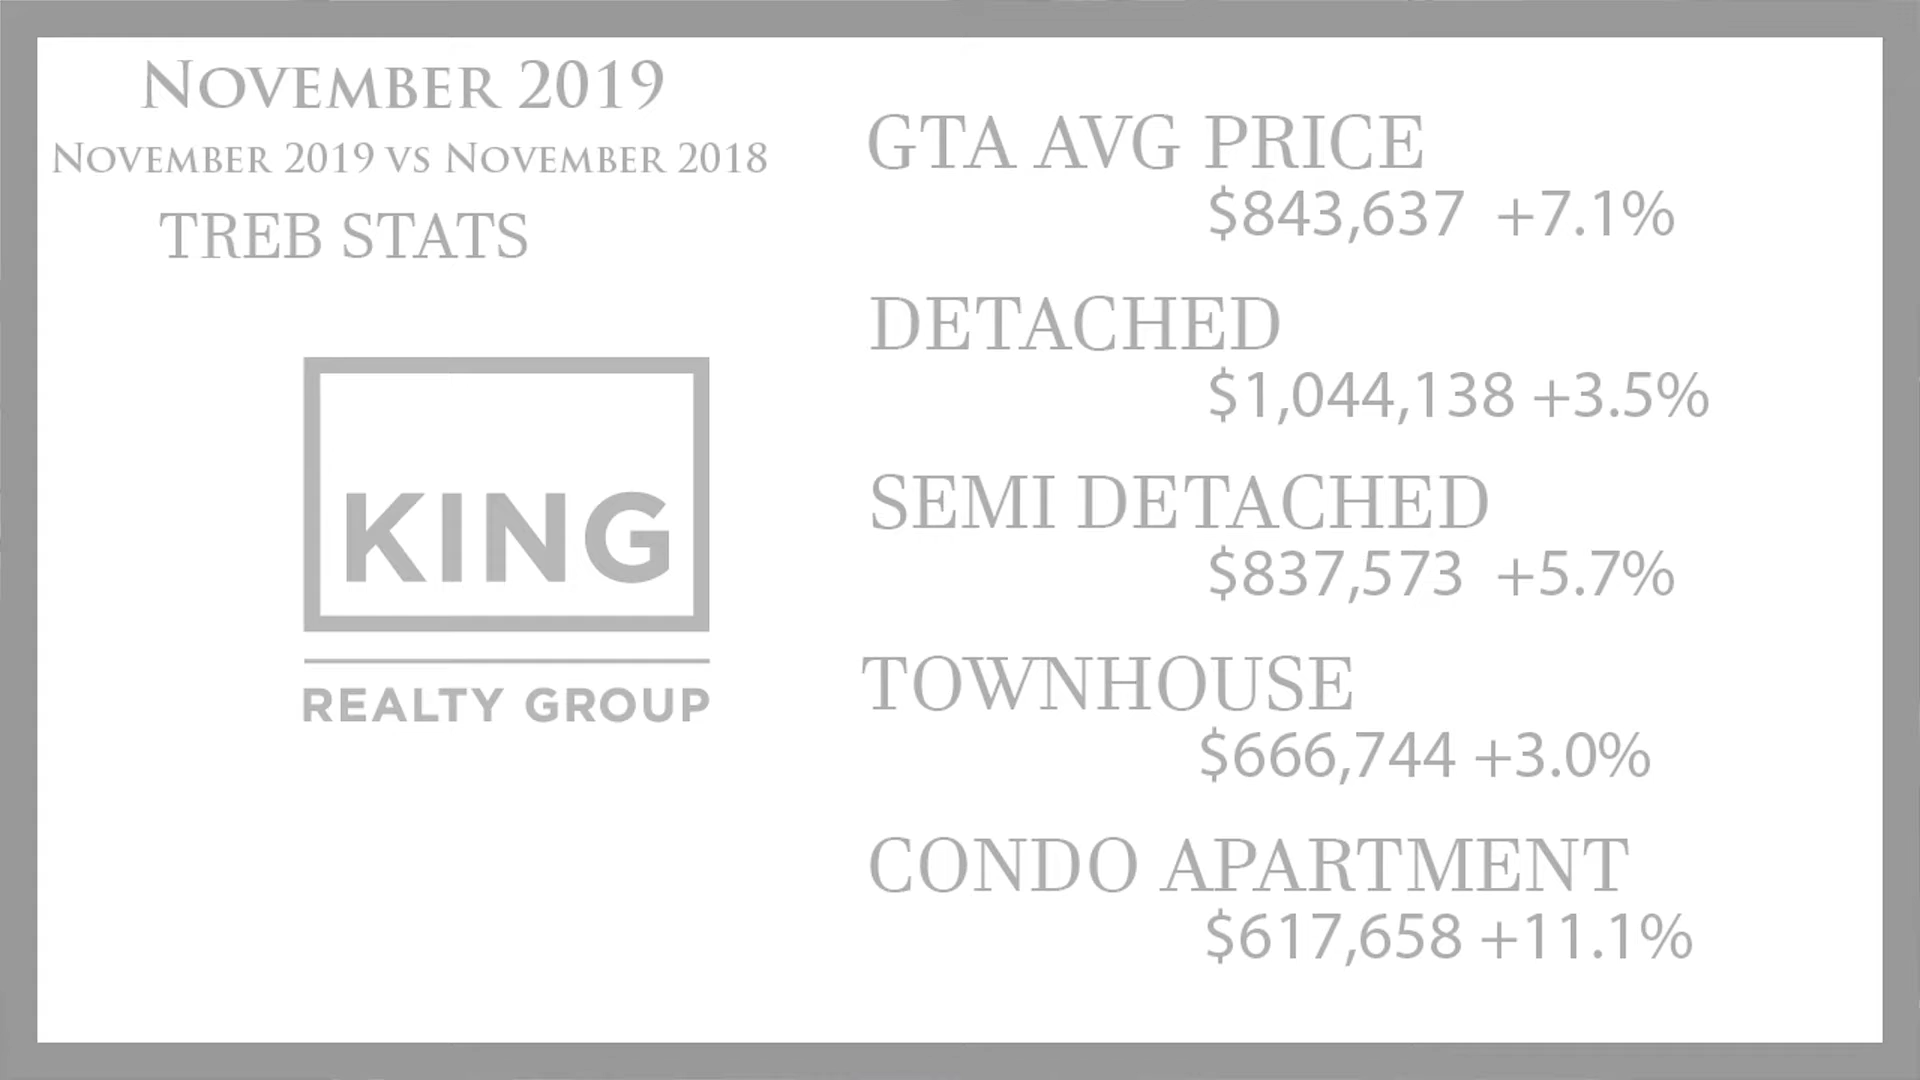 November 2019
November 2019 vs November 2018
TREB STATS
KING
REALTY GROUP
GTA AVG PRICE
$843,637 +7.1%
DETACHED
$1,044,138 +3.5%
SEMI DETACHED
$837,573 +5.7%
TOWNHOUSE
$666,744 +3.0%
CONDO APARTMENT
$617,658 +11.1%